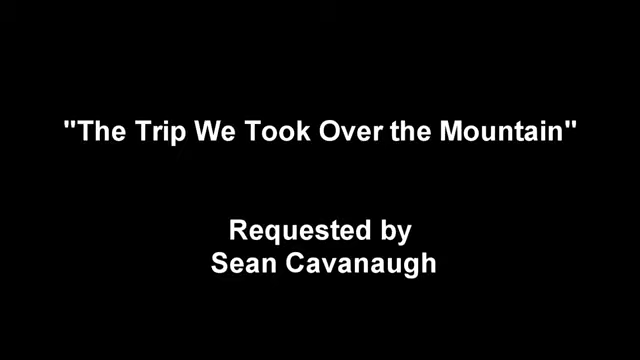 "The Trip We Took Over the Mountain"
Requested by
Sean Cavanaugh